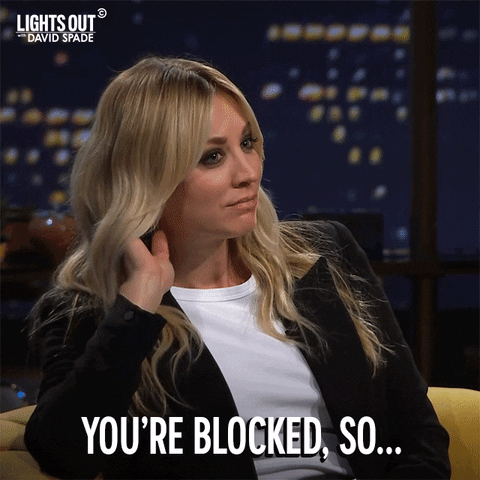 LIGHTS OUT
WITH DAVID SPADE
YOU'RE BLOCKED, SO...